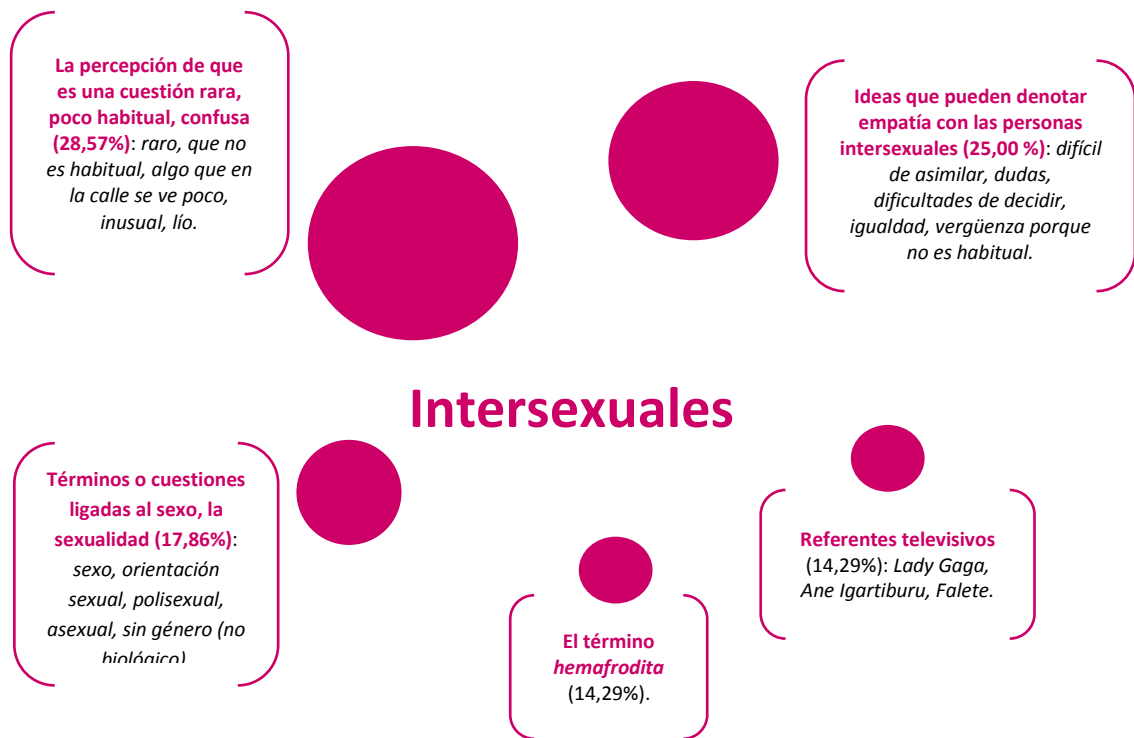 La percepción de que
es una cuestión rara,
poco habitual, confusa
(28,57%): raro, que no
es habitual, algo que en
la calle se ve poco,
inusual, lío.
Ideas que pueden denotar
empatía con las personas
intersexuales (25,00 %): difícil
de asimilar, dudas,
dificultades de decidir,
igualdad, vergüenza porque
no es habitual.
Intersexuales
Términos o cuestiones
ligadas al sexo, la
sexualidad (17,86%):
sexo, orientación
sexual, polisexual,
asexual, sin género (no
biológico)
El término
hemafrodita
(14,29%).
Referentes televisivos
(14,29%): Lady Gaga,
Ane Igartiburu, Falete.